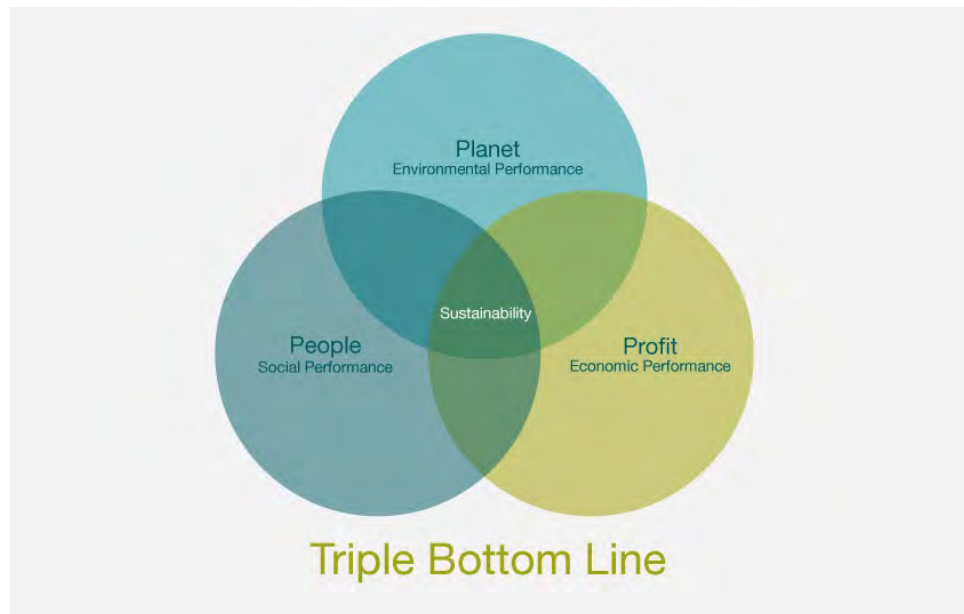 Planet
Environmental Performance
Sustainability
People
Social Performance
Profit
Economic Performance
Triple Bottom Line